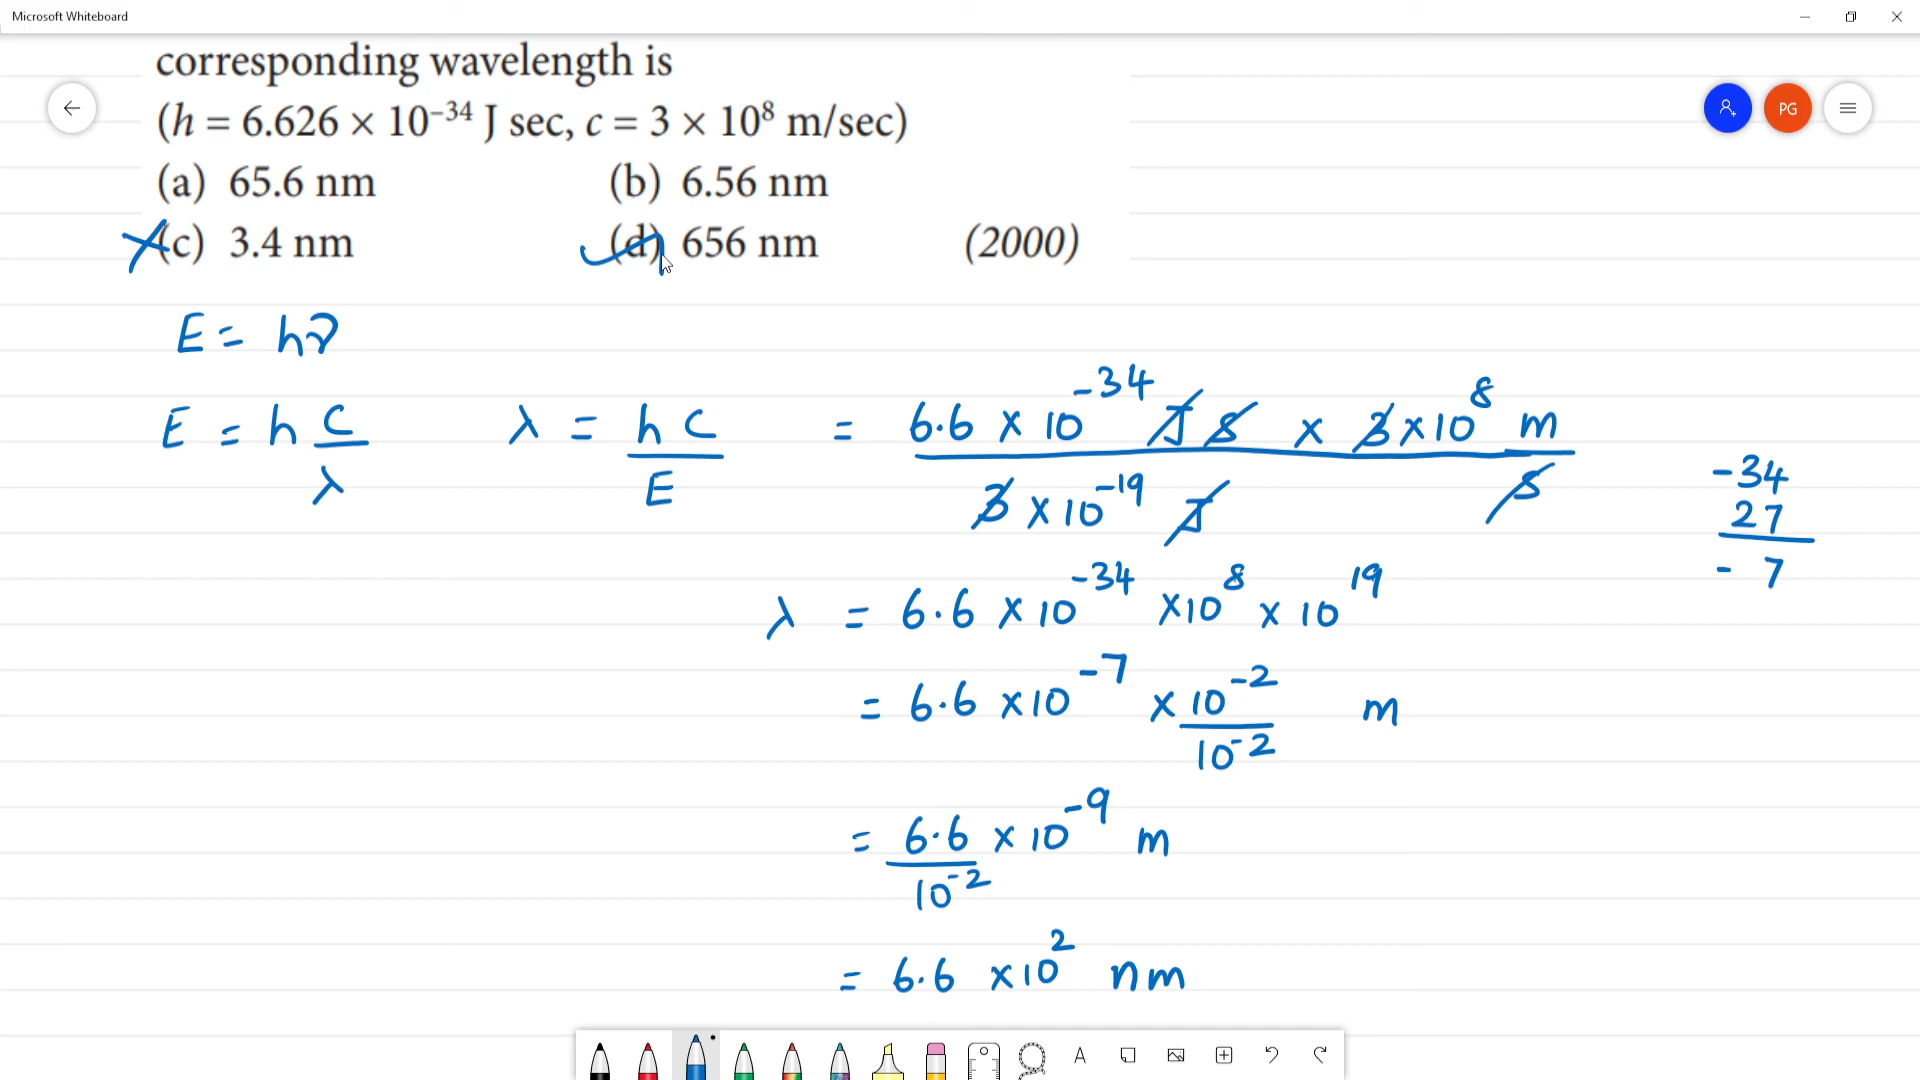 Microsoft Whiteboard
corresponding wavelength is
(h = 6.626 × 10⁻³⁴ J sec, c = 3 × 10⁸ m/sec)
(a) 65.6 nm (b) 6.56 nm
(c) 3.4 nm (d) 656 nm (2000)
PG
E = hν
E = h C/λ λ = h C/E = 6.6 × 10⁻³⁴ J s × 3 × 10⁸ m / 3 × 10⁻¹⁹ J s
-34
27
- 7
λ = 6.6 × 10⁻³⁴ × 10⁸ × 10¹⁹
= 6.6 × 10⁻⁷ × 10⁻²/10⁻² m
= 6.6/10⁻² × 10⁻⁹ m
= 6.6 × 10² nm
A